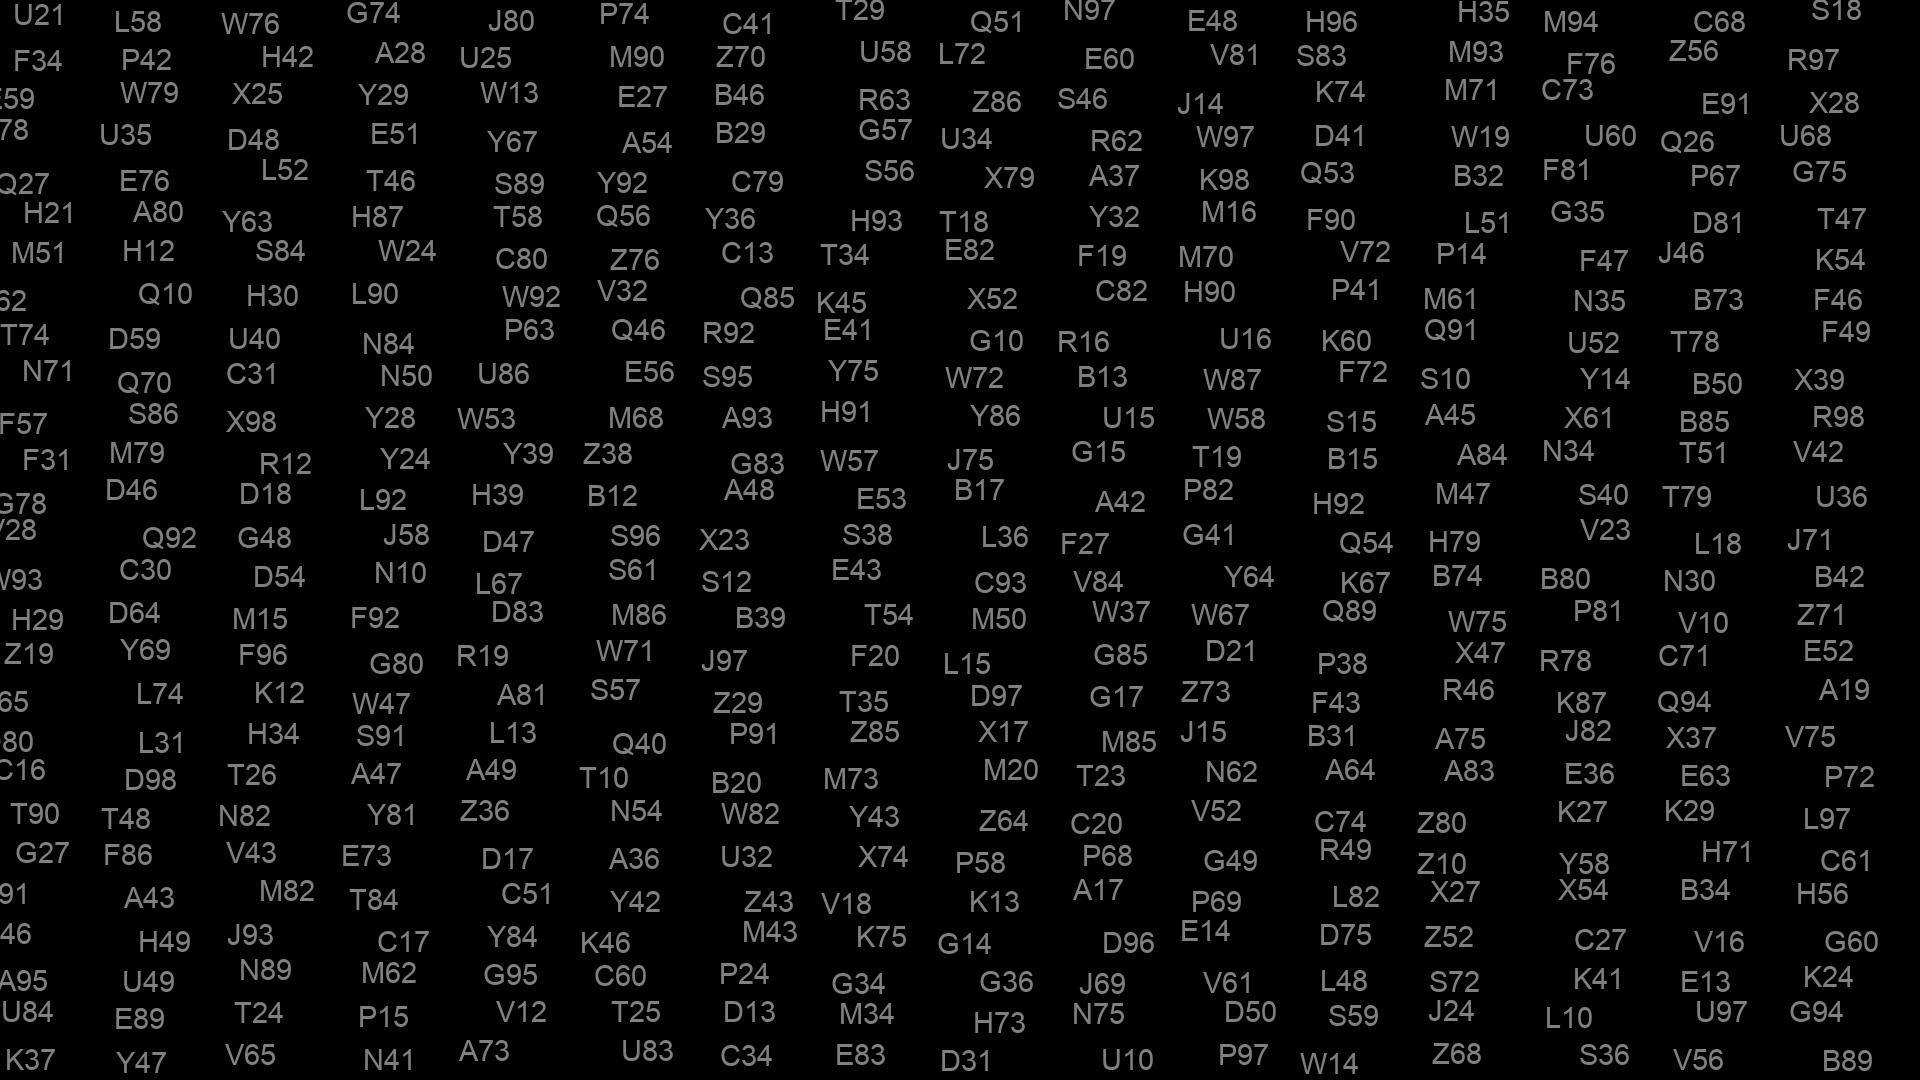 U21 L58 W76 G74 J80 P74 C41 T29 Q51 N97 E48 H96 H35 M94 C68 S18
F34 P42 H42 A28 U25 M90 Z70 U58 L72 E60 V81 S83 M93 F76 Z56 R97
E59 W79 X25 Y29 W13 E27 B46 R63 Z86 S46 J14 K74 M71 C73 E91 X28
78 U35 D48 E51 Y67 A54 B29 G57 U34 R62 W97 D41 W19 U60 Q26 U68
Q27 E76 L52 T46 S89 Y92 C79 S56 X79 A37 K98 Q53 B32 F81 P67 G75
H21 A80 Y63 H87 T58 Q56 Y36 H93 T18 Y32 M16 F90 L51 G35 D81 T47
M51 H12 S84 W24 C80 Z76 C13 T34 E82 F19 M70 V72 P14 F47 J46 K54
62 Q10 H30 L90 W92 V32 Q85 K45 X52 C82 H90 P41 M61 N35 B73 F46
T74 D59 U40 N84 P63 Q46 R92 E41 G10 R16 U16 K60 Q91 U52 T78 F49
N71 Q70 C31 N50 U86 E56 S95 Y75 W72 B13 W87 F72 S10 Y14 B50 X39
F57 S86 X98 Y28 W53 M68 A93 H91 Y86 U15 W58 S15 A45 X61 B85 R98
F31 M79 R12 Y24 Y39 Z38 G83 W57 J75 G15 T19 B15 A84 N34 T51 V42
G78 D46 D18 L92 H39 B12 A48 E53 B17 A42 P82 H92 M47 S40 T79 U36
V28 Q92 G48 J58 D47 S96 X23 S38 L36 F27 G41 Q54 H79 V23 L18 J71
W93 C30 D54 N10 L67 S61 S12 E43 C93 V84 Y64 K67 B74 B80 N30 B42
H29 D64 M15 F92 D83 M86 B39 T54 M50 W37 W67 Q89 W75 P81 V10 Z71
Z19 Y69 F96 G80 R19 W71 J97 F20 L15 G85 D21 P38 X47 R78 C71 E52
65 L74 K12 W47 A81 S57 Z29 T35 D97 G17 Z73 F43 R46 K87 Q94 A19
80 L31 H34 S91 L13 Q40 P91 Z85 X17 M85 J15 B31 A75 J82 X37 V75
C16 D98 T26 A47 A49 T10 B20 M73 M20 T23 N62 A64 A83 E36 E63 P72
T90 T48 N82 Y81 Z36 N54 W82 Y43 Z64 C20 V52 C74 Z80 K27 K29 L97
G27 F86 V43 E73 D17 A36 U32 X74 P58 P68 G49 R49 Z10 Y58 H71 C61
91 A43 M82 T84 C51 Y42 Z43 V18 K13 A17 P69 L82 X27 X54 B34 H56
46 H49 J93 C17 Y84 K46 M43 K75 G14 D96 E14 D75 Z52 C27 V16 G60
A95 U49 N89 M62 G95 C60 P24 G34 G36 J69 V61 L48 S72 K41 E13 K24
U84 E89 T24 P15 V12 T25 D13 M34 H73 N75 D50 S59 J24 L10 U97 G94
K37 Y47 V65 N41 A73 U83 C34 E83 D31 U10 P97 W14 Z68 S36 V56 B89